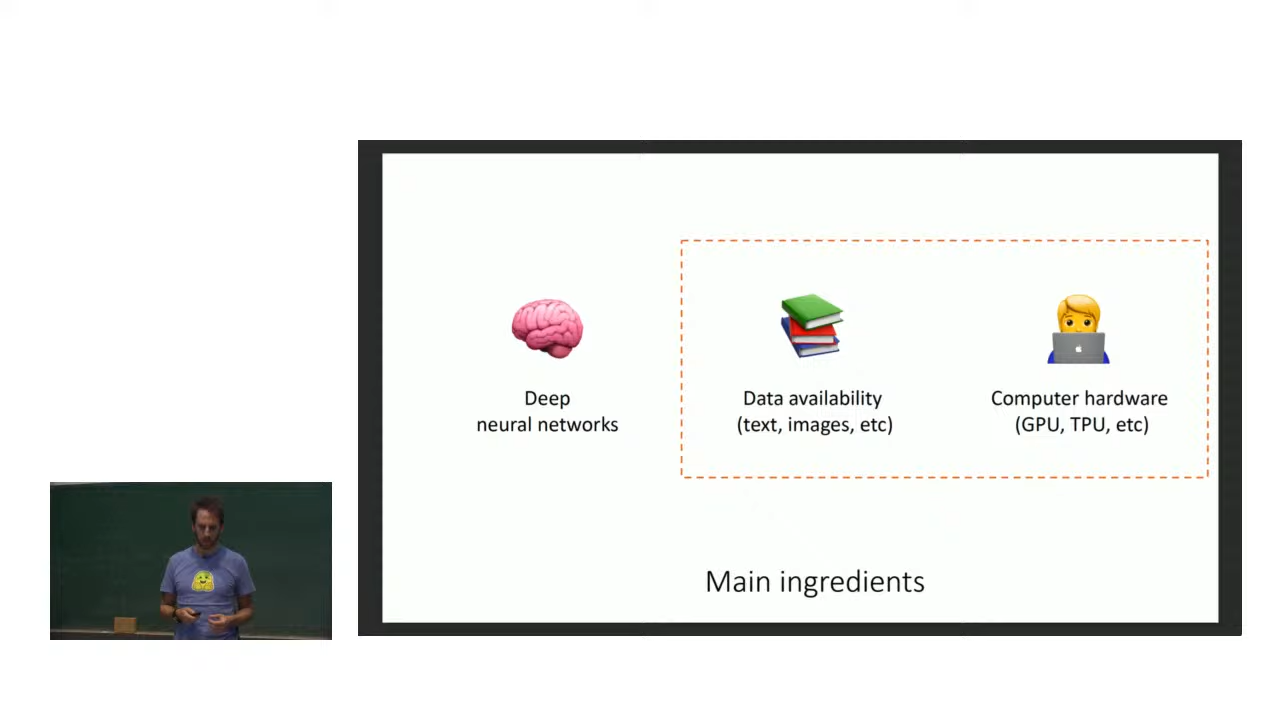 Deep
neural networks
Data availability
(text, images, etc)
Computer hardware
(GPU, TPU, etc)
Main ingredients